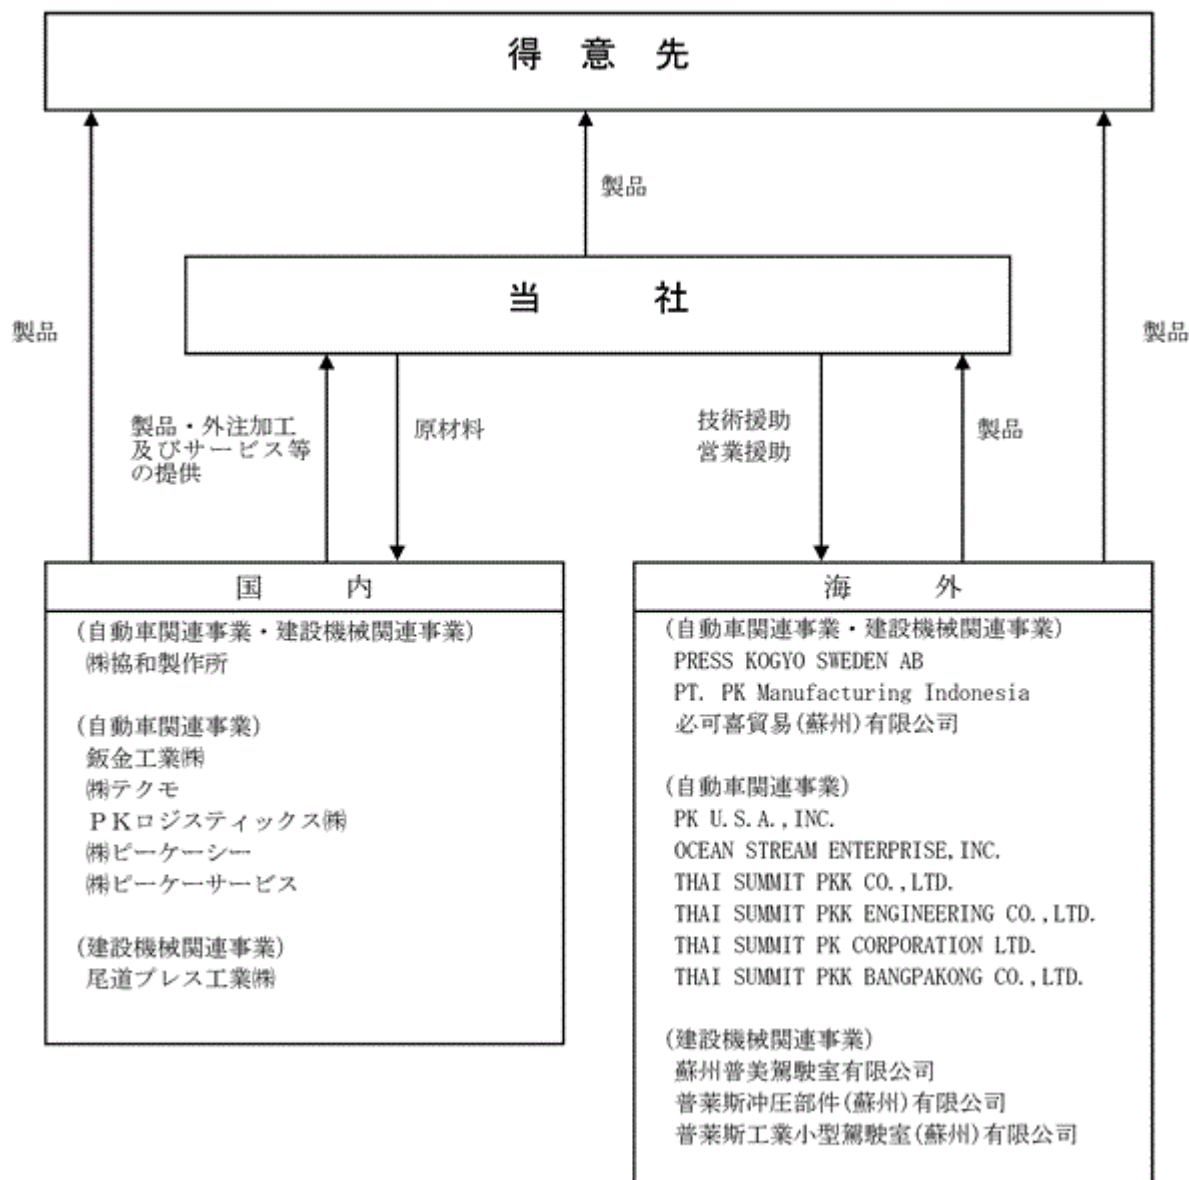 得意先
製品
当社
製品
製品
製品・外注加工
及びサービス等
の提供
原材料
技術援助
営業援助
製品
国内
(自動車関連事業・建設機械関連事業)
㈱協和製作所
(自動車関連事業)
鈑金工業㈱
㈱テクモ
ＰＫロジスティックス㈱
㈱ピーケーシー
㈱ピーケーサービス
(建設機械関連事業)
尾道プレス工業㈱
海外
(自動車関連事業・建設機械関連事業)
PRESS KOGYO SWEDEN AB
PT. PK Manufacturing Indonesia
必可喜貿易(蘇州)有限公司
(自動車関連事業)
PK U.S.A.,INC.
OCEAN STREAM ENTERPRISE,INC.
THAI SUMMIT PKK CO.,LTD.
THAI SUMMIT PKK ENGINEERING CO.,LTD.
THAI SUMMIT PK CORPORATION LTD.
THAI SUMMIT PKK BANGPAKONG CO.,LTD.
(建設機械関連事業)
蘇州普美駕駛室有限公司
普莱斯冲圧部件(蘇州)有限公司
普莱斯工業小型駕駛室(蘇州)有限公司